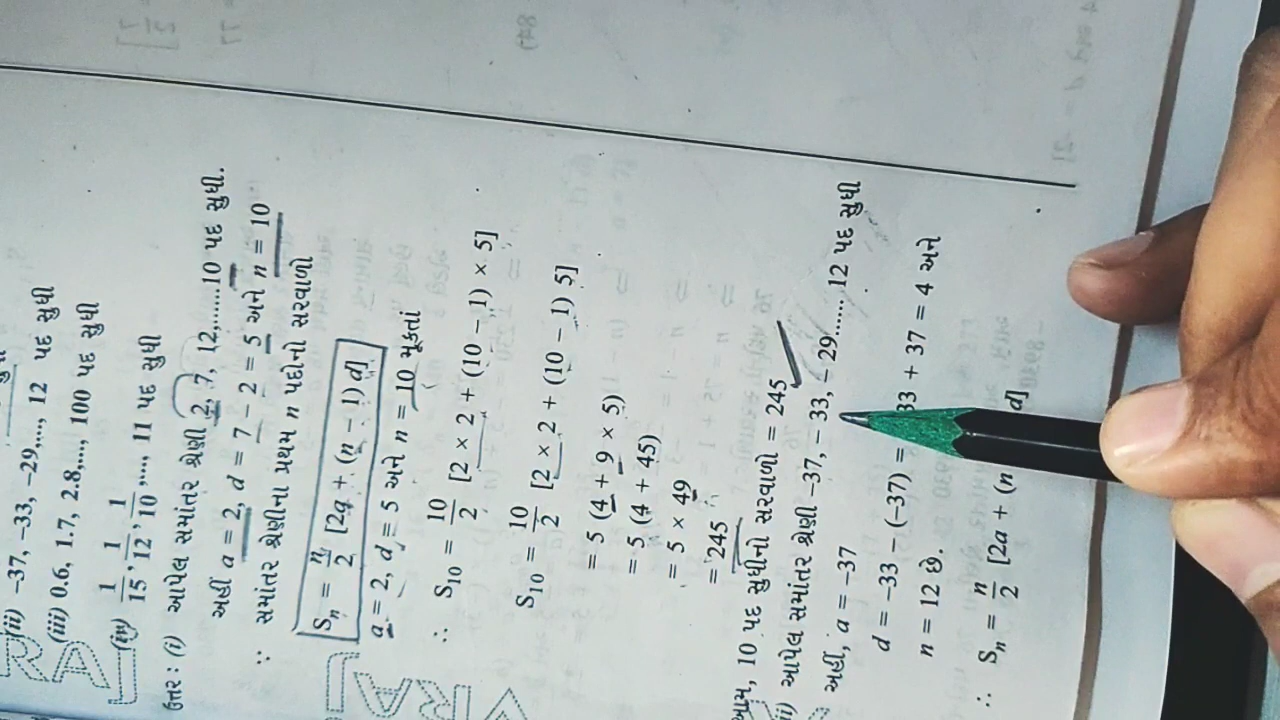 (ii) –37, –33, –29,...., 12 પદ સુધી
(iii) 0.6, 1.7, 2.8,...., 100 પદ સુધી
(iv) 1/15, 1/12, 1/10, ...., 11 પદ સુધી
ઉત્તર : (i) આપેલ સમાંતર શ્રેણી 2, 7, 12,......10 પદ સુધી.
અહીં a = 2, d = 7 – 2 = 5 અને n = 10
∵ સમાંતર શ્રેણીના પ્રથમ n પદોનો સરવાળો
Sₙ = n/2 [2a + (n – 1) d]
a = 2, d = 5 અને n = 10 મૂકતાં
∴ S₁₀ = 10/2 [2 × 2 + (10 – 1) × 5]
S₁₀ = 10/2 [2 × 2 + (10 – 1) 5]
= 5 (4 + 9 × 5)
= 5 (4 + 45)
= 5 × 49
= 245
આમ, 10 પદ સુધીનો સરવાળો = 245
ii) આપેલ સમાંતર શ્રેણી –37, – 33, – 29........ 12 પદ સુધી
અહીં, a = –37
d = –33 – (–37) = 33 + 37 = 4 અને
n = 12 છે.
∴ Sₙ = n/2 [2a + (n d]